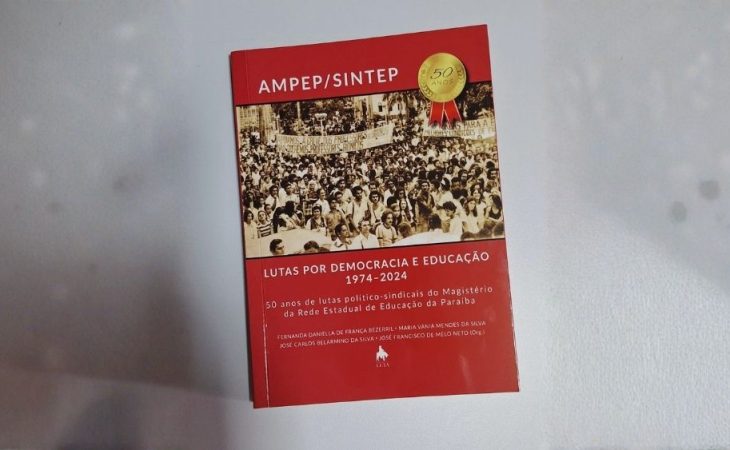 AMPEP/SINTEP
50
ANOS
LUTAS POR DEMOCRACIA E EDUCAÇÃO
1974–2024
50 anos de lutas político-sindicais do Magistério
da Rede Estadual de Educação da Paraíba
FERNANDA DANIÉLLA DE FRANÇA BEZERRIL • MARIA VÂNIA MENDES DA SILVA
JOSÉ CARLOS BELARMINO DA SILVA • JOSÉ FRANCISCO DE MELO NETO (Org.)